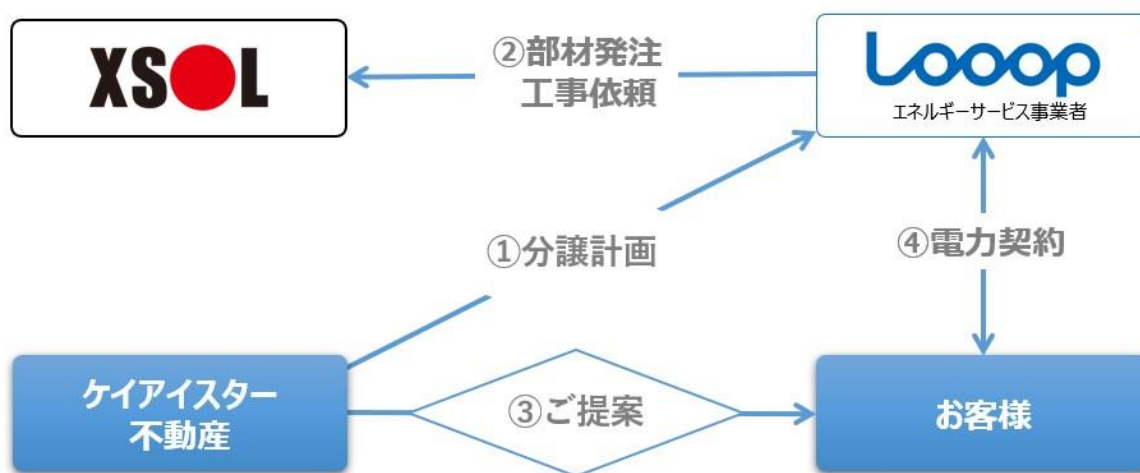 XSOL
②部材発注
工事依頼
Looop
エネルギーサービス事業者
①分譲計画
④電力契約
ケイアイスター
不動産
③ご提案
お客様